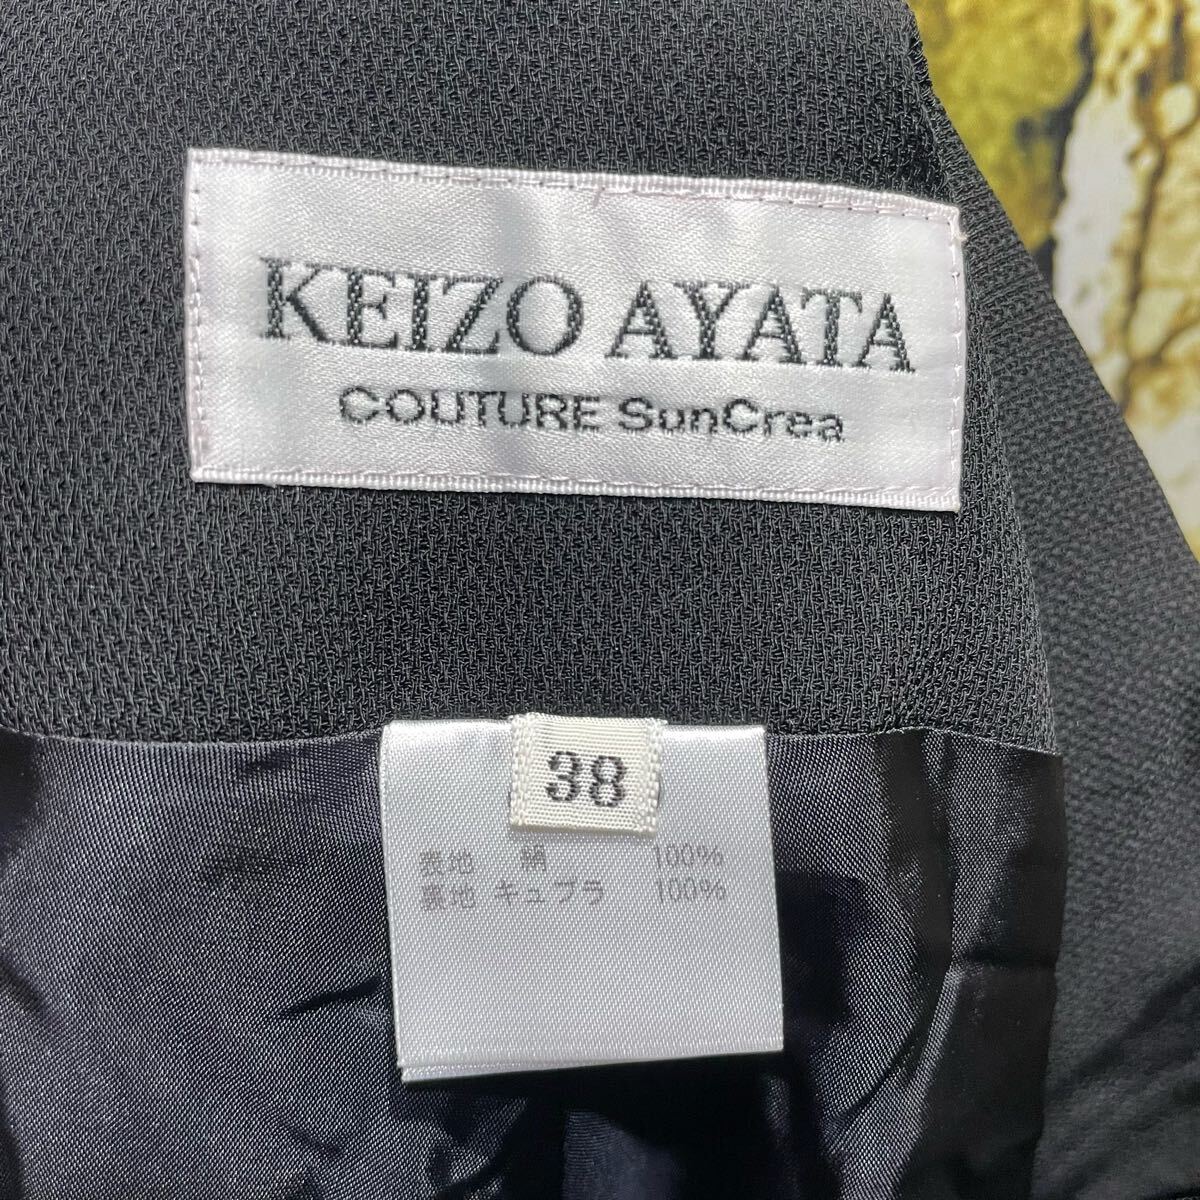 KEIZO AYATA
COUTURE SunCrea
38
表地 絹 100%
裏地 キュプラ 100%